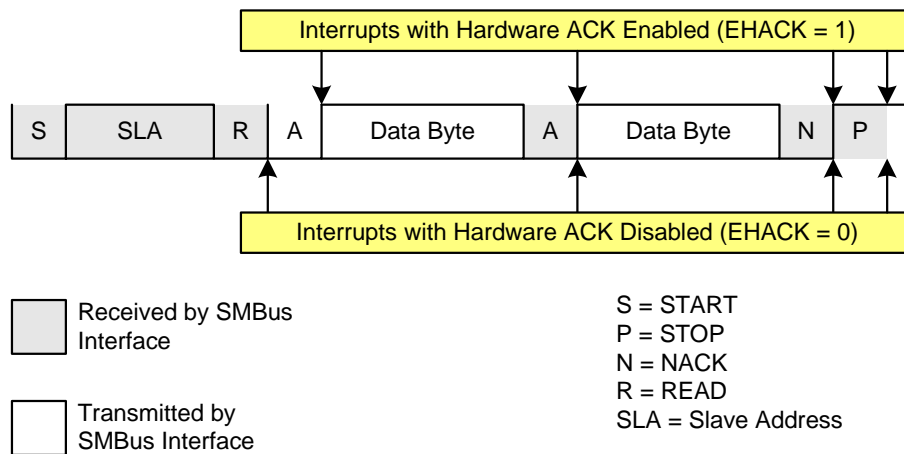 Interrupts with Hardware ACK Enabled (EHACK = 1)
S SLA R A Data Byte A Data Byte N P
Interrupts with Hardware ACK Disabled (EHACK = 0)
Received by SMBus
Interface
Transmitted by
SMBus Interface
S = START
P = STOP
N = NACK
R = READ
SLA = Slave Address